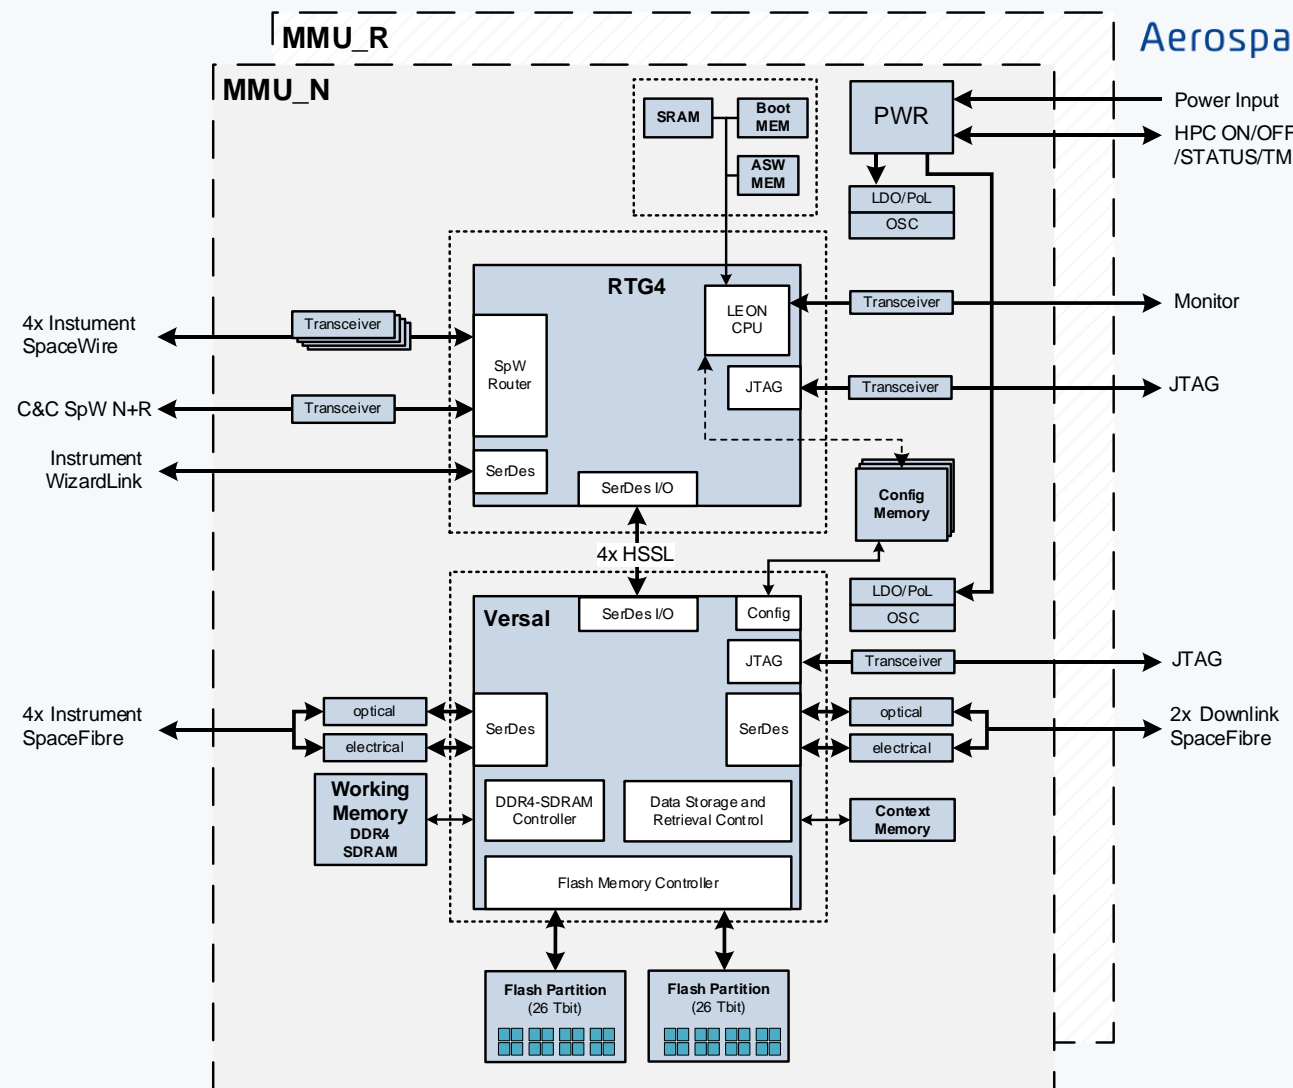 MMU_R
Aerospa
MMU_N
SRAM
Boot
MEM
ASW
MEM
PWR
Power Input
HPC ON/OFF
/STATUS/TM
LDO/PoL
OSC
RTG4
LEON
CPU
Transceiver
Monitor
4x Instument
SpaceWire
Transceiver
SpW
Router
JTAG
Transceiver
JTAG
C&C SpW N+R
Transceiver
Instrument
WizardLink
SerDes
SerDes I/O
Config
Memory
4x HSSL
Versal
SerDes I/O
Config
LDO/PoL
OSC
JTAG
Transceiver
JTAG
4x Instrument
SpaceFibre
optical
electrical
SerDes
SerDes
optical
electrical
2x Downlink
SpaceFibre
Working
Memory
DDR4
SDRAM
DDR4-SDRAM
Controller
Data Storage and
Retrieval Control
Context
Memory
Flash Memory Controller
Flash Partition
(26 Tbit)
Flash Partition
(26 Tbit)